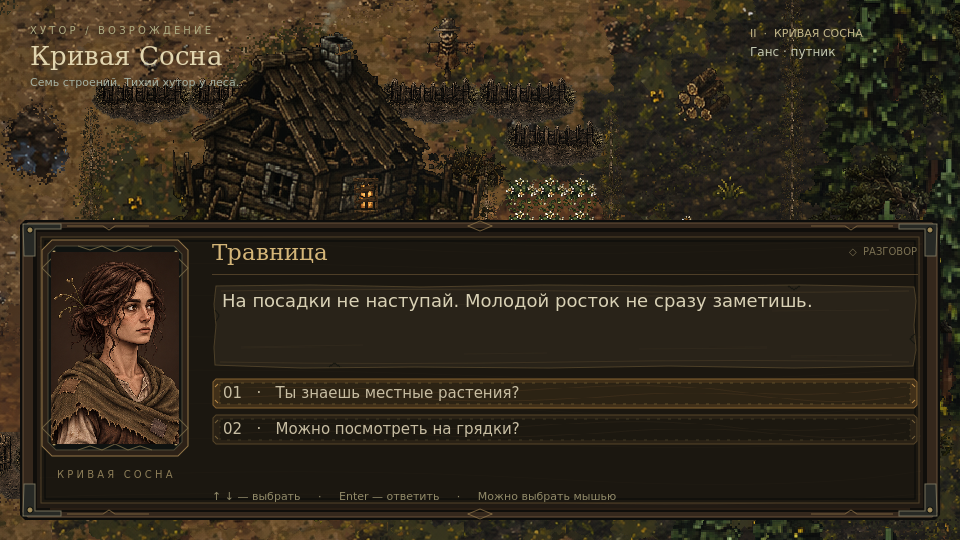 ХУТОР / ВОЗРОЖДЕНИЕ
Кривая Сосна
Семь строений. Тихий хутор у леса.
II · КРИВАЯ СОСНА
Ганс · путник
Травница
◇ РАЗГОВОР
На посадки не наступай. Молодой росток не сразу заметишь.
01 · Ты знаешь местные растения?
02 · Можно посмотреть на грядки?
КРИВАЯ СОСНА
↑ ↓ — выбрать · Enter — ответить · Можно выбрать мышью